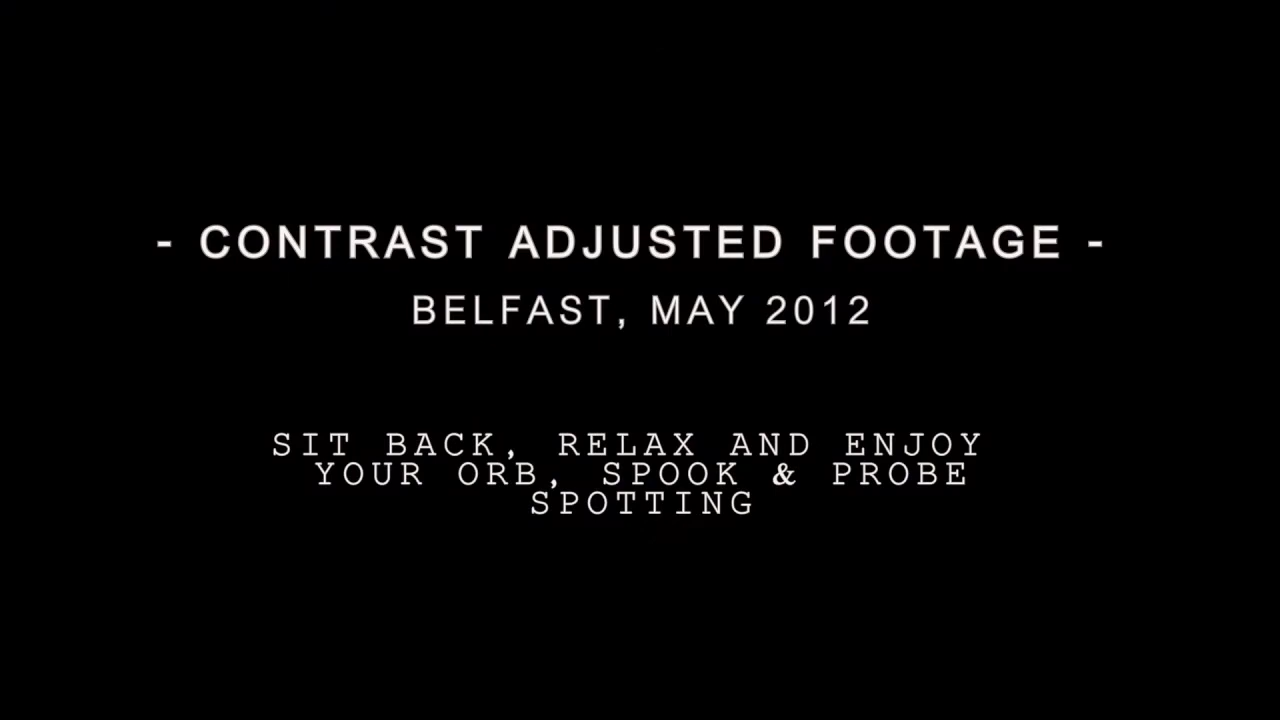 - CONTRAST ADJUSTED FOOTAGE -
BELFAST, MAY 2012
SIT BACK, RELAX AND ENJOY
YOUR ORB, SPOOK & PROBE
SPOTTING